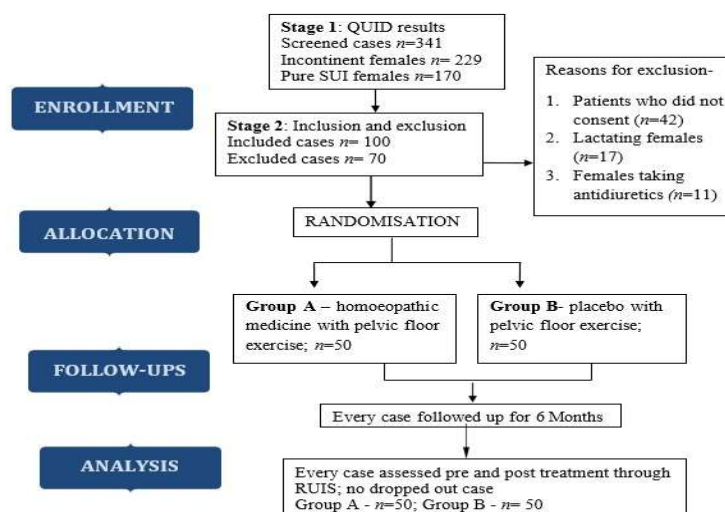 Stage 1: QUID results
Screened cases n=341
Incontinent females n= 229
Pure SUI females n=170
Reasons for exclusion-
1. Patients who did not
consent (n=42)
2. Lactating females
(n=17)
3. Females taking
antidiuretics (n=11)
ENROLLMENT
Stage 2: Inclusion and exclusion
Included cases n= 100
Excluded cases n= 70
ALLOCATION
RANDOMISATION
Group A – homoeopathic
medicine with pelvic floor
exercise; n=50
Group B- placebo with
pelvic floor exercise;
n=50
FOLLOW-UPS
Every case followed up for 6 Months
ANALYSIS
Every case assessed pre and post treatment through
RUIS; no dropped out case
Group A - n=50; Group B - n= 50